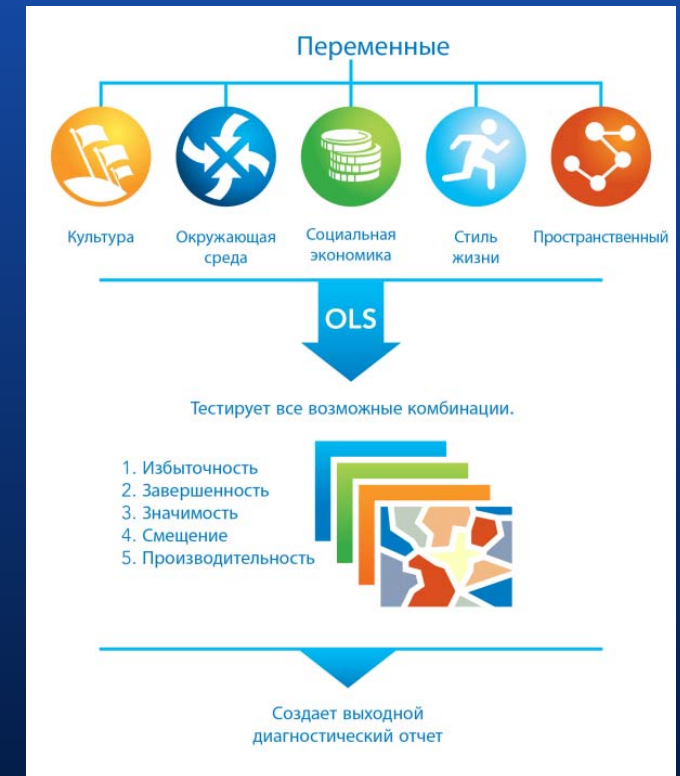 Переменные
Культура
Окружающая
среда
Социальная
экономика
Стиль
жизни
Пространственный
OLS
Тестирует все возможные комбинации.
1. Избыточность
2. Завершенность
3. Значимость
4. Смещение
5. Производительность
Создает выходной
диагностический отчет